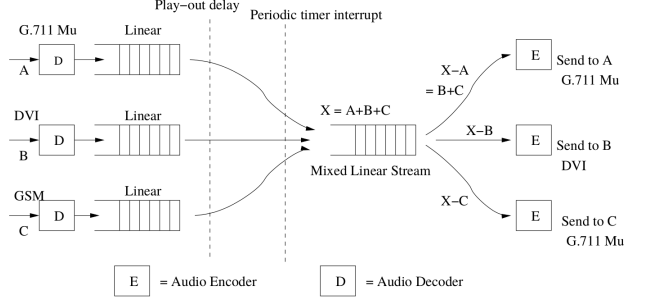 Play-out delay
Periodic timer interrupt
G.711 Mu
Linear
D
A
DVI
Linear
D
B
GSM
Linear
D
C
X = A+B+C
Mixed Linear Stream
X-A
= B+C
X-B
X-C
E
Send to A
G.711 Mu
E
Send to B
DVI
E
Send to C
G.711 Mu
E = Audio Encoder
D = Audio Decoder